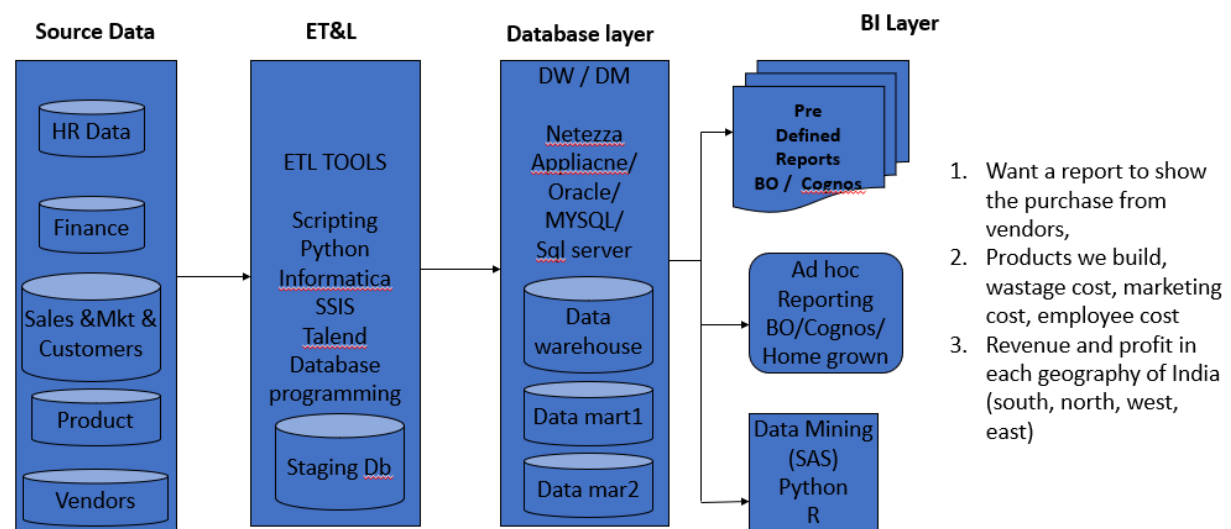 Source Data
HR Data
Finance
Sales &Mkt &
Customers
Product
Vendors
ET&L
ETL TOOLS
Scripting
Python
Informatica
SSIS
Talend
Database
programming
Staging Db
Database layer
DW / DM
Netezza
Appliacne/
Oracle/
MYSQL/
Sql server
Data
warehouse
Data mart1
Data mar2
BI Layer
Pre
Defined
Reports
BO / Cognos
Ad hoc
Reporting
BO/Cognos/
Home grown
Data Mining
(SAS)
Python
R
1. Want a report to show
the purchase from
vendors,
2. Products we build,
wastage cost, marketing
cost, employee cost
3. Revenue and profit in
each geography of India
(south, north, west,
east)